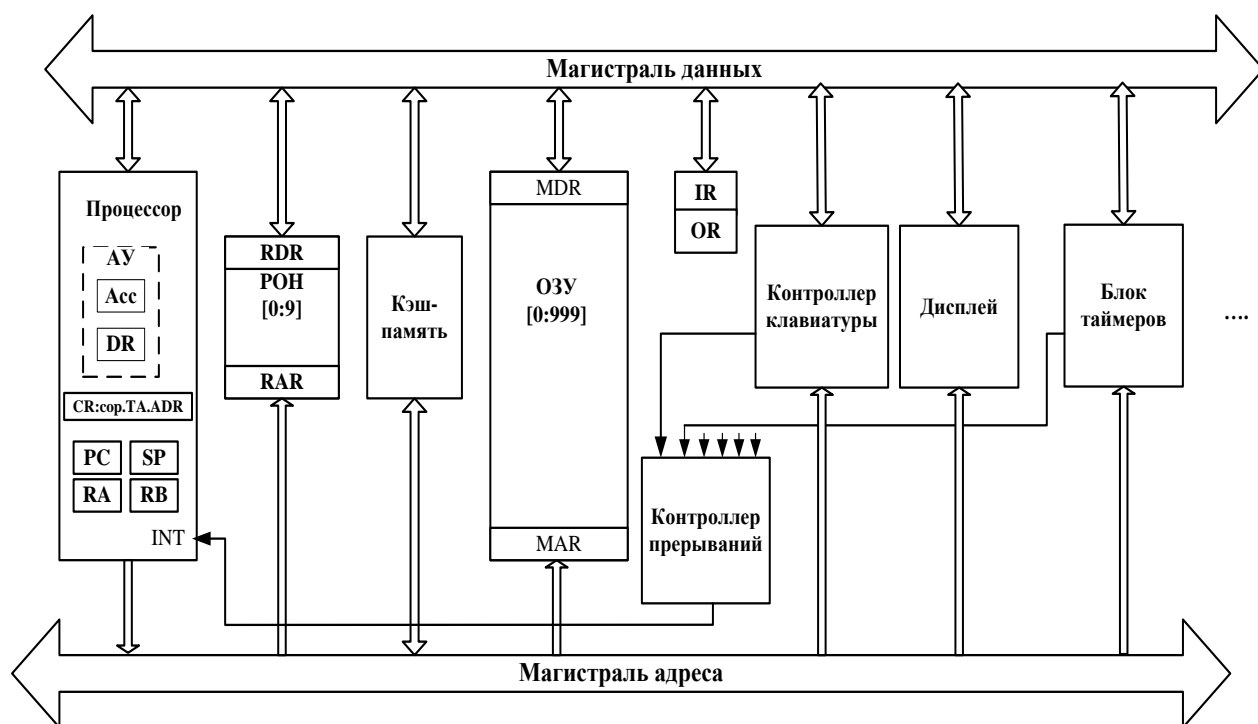 Магистраль данных
Процессор
АУ
Acc
DR
CR:cop.TA.ADR
PC
SP
RA
RB
INT
RDR
РОН
[0:9]
RAR
Кэш-
память
MDR
ОЗУ
[0:999]
MAR
IR
OR
Контроллер
клавиатуры
Дисплей
Блок
таймеров
....
Контроллер
прерываний
Магистраль адреса